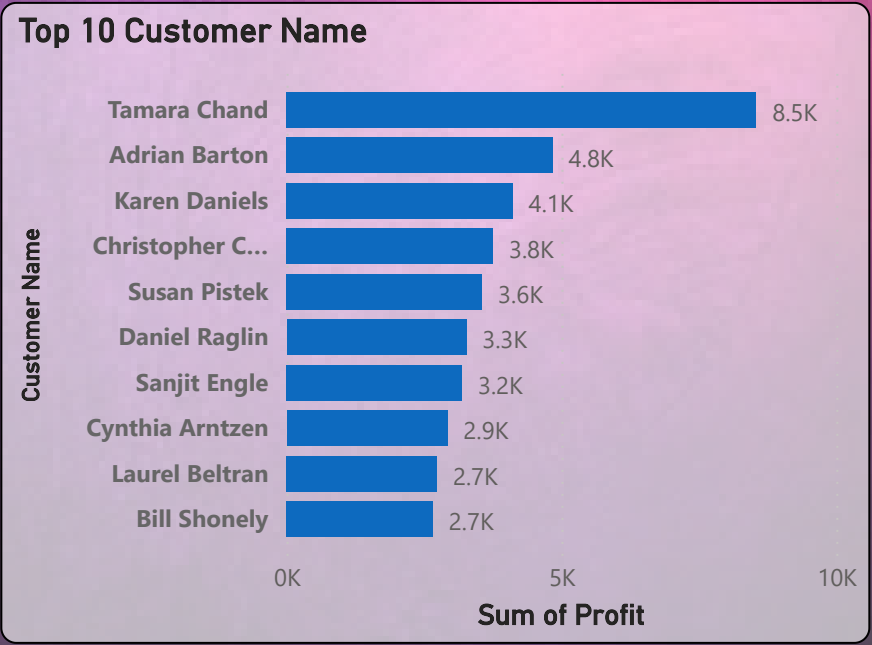 Top 10 Customer Name
Customer Name
Tamara Chand 8.5K
Adrian Barton 4.8K
Karen Daniels 4.1K
Christopher C... 3.8K
Susan Pistek 3.6K
Daniel Raglin 3.3K
Sanjit Engle 3.2K
Cynthia Arntzen 2.9K
Laurel Beltran 2.7K
Bill Shonely 2.7K
0K 5K 10K
Sum of Profit